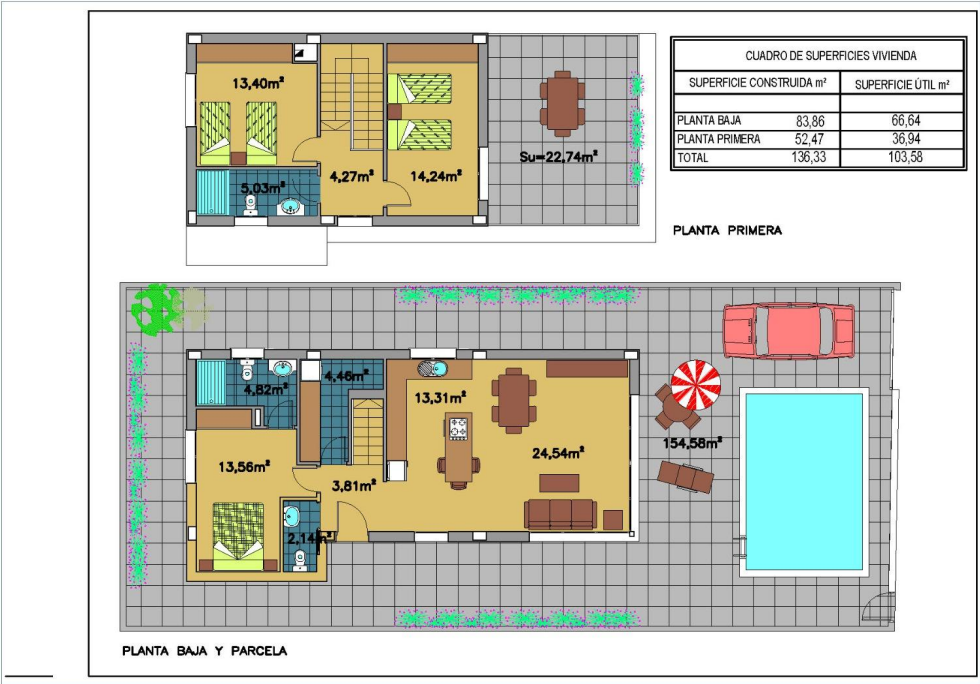 CUADRO DE SUPERFICIES VIVIENDA
SUPERFICIE CONSTRUIDA m² SUPERFICIE ÚTIL m²
PLANTA BAJA 83,86 66,64
PLANTA PRIMERA 52,47 36,94
TOTAL 136,33 103,58
13,40m²
Su=22,74m²
5,03m²
4,27m²
14,24m²
PLANTA PRIMERA
4,82m²
4,46m²
13,31m²
154,58m²
24,54m²
13,56m²
3,81m²
2,14m²
PLANTA BAJA Y PARCELA